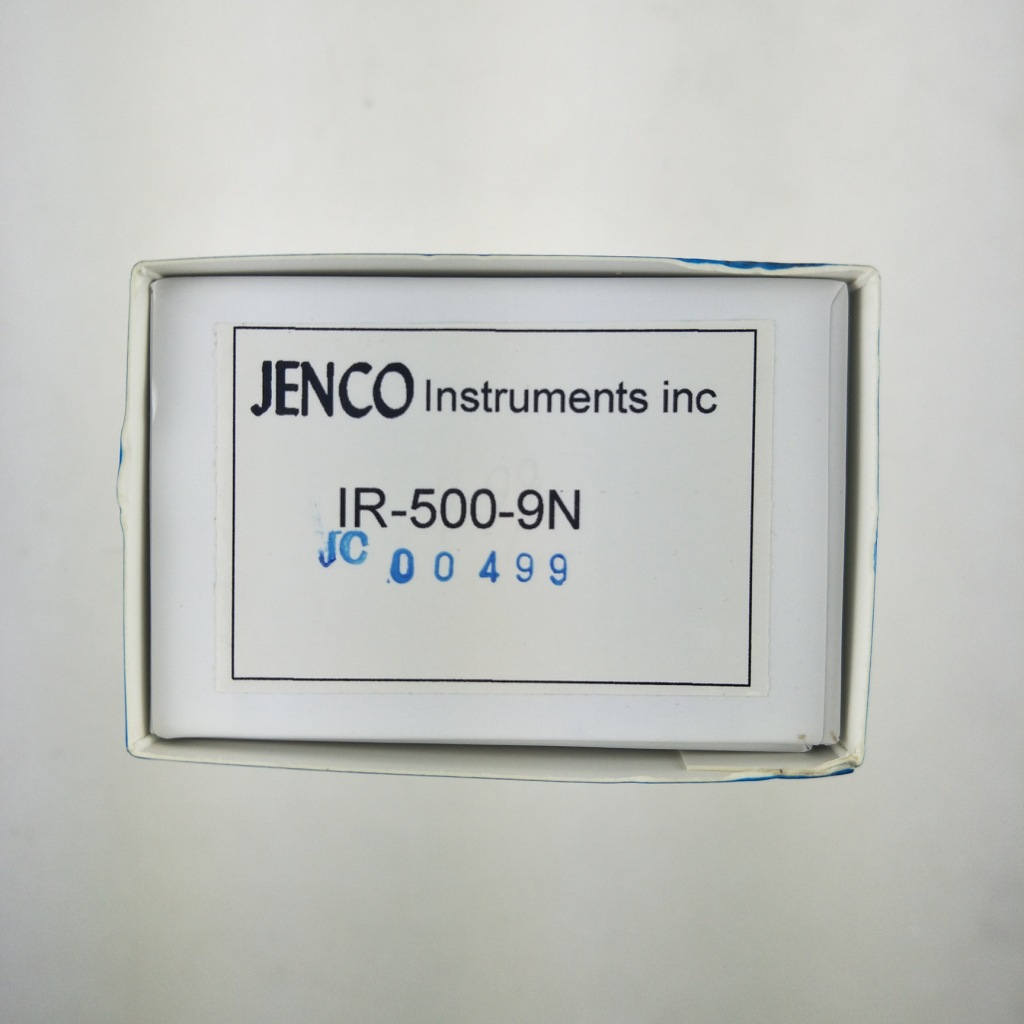 JENCO Instruments inc
IR-500-9N
JC 00499